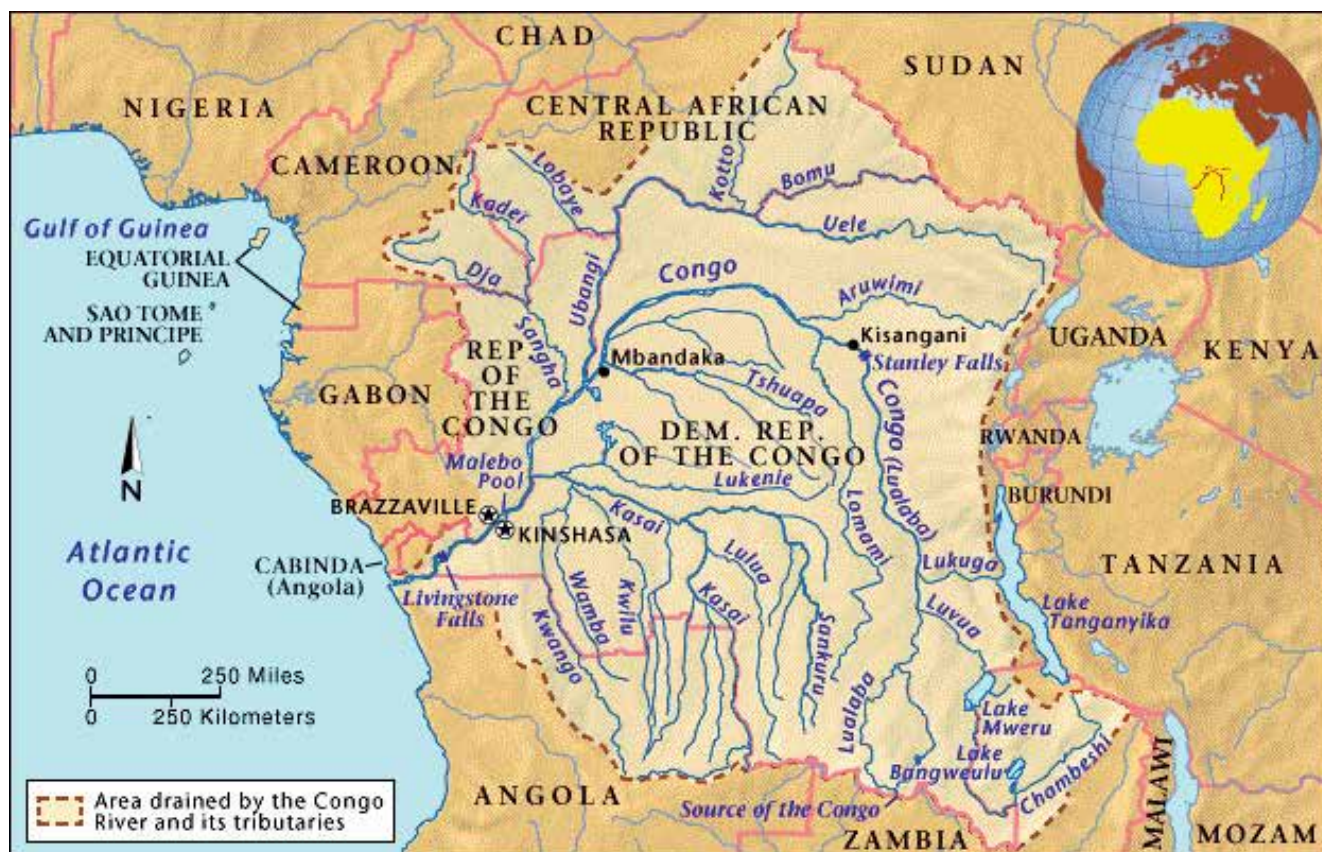 CHAD
SUDAN
NIGERIA
CENTRAL AFRICAN
REPUBLIC
CAMEROON
Lobaye
Kotto
Bomu
Kadei
Uele
Gulf of Guinea
EQUATORIAL
GUINEA
Dja
Ubangi
Congo
Aruwimi
SAO TOME
AND PRINCIPE
Sangha
Kisangani
Stanley Falls
UGANDA
KENYA
REP.
OF
THE
CONGO
Mbandaka
Tshuapa
GABON
Congo (Lualaba)
DEM. REP.
OF THE CONGO
RWANDA
N
Malebo
Pool
Lukenie
BURUNDI
BRAZZAVILLE
KINSHASA
Kasai
Lomami
Atlantic
Ocean
CABINDA
(Angola)
Livingstone
Falls
Lulua
Lukuga
TANZANIA
Wamba
Kwilu
Kasai
Luvua
Lake
Tanganyika
Kwango
Sankuru
0 250 Miles
0 250 Kilometers
Lualaba
Lake
Mweru
Lake
Bangweulu
Chambeshi
MALAWI
Area drained by the Congo
River and its tributaries
ANGOLA
Source of the Congo
ZAMBIA
MOZAM